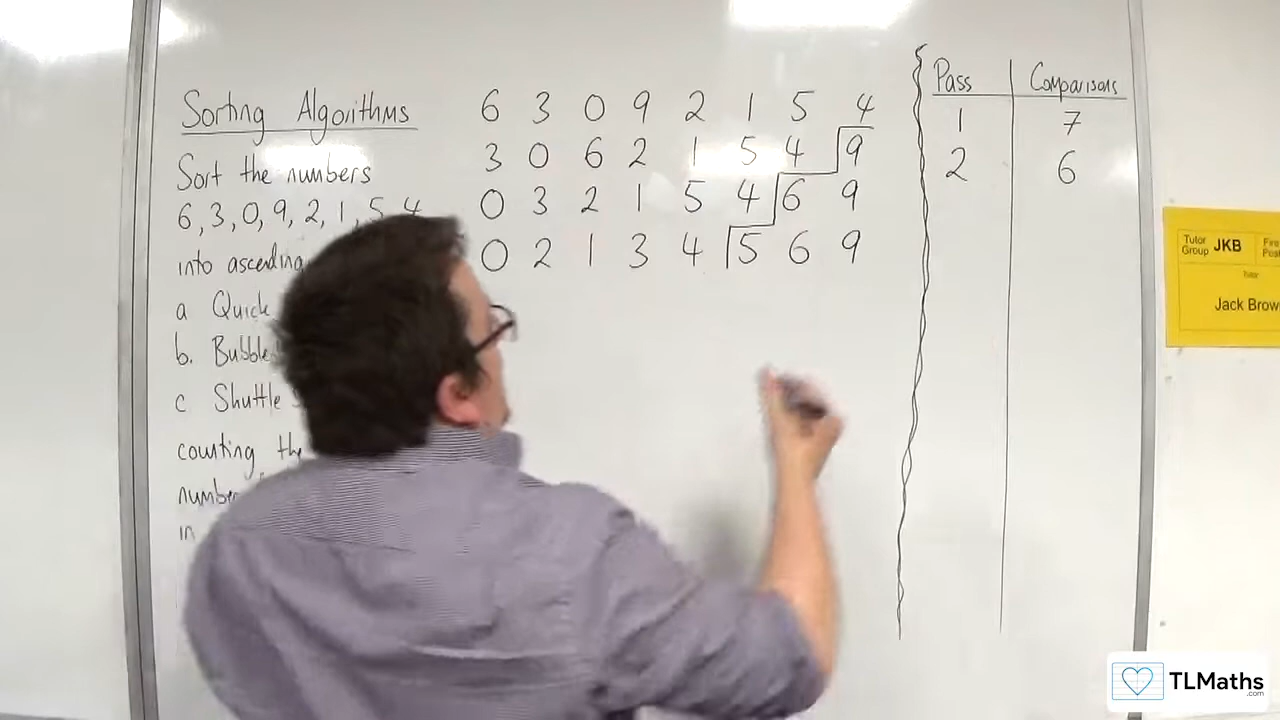 Sorting Algorithms
Sort the numbers
6, 3, 0, 9, 2, 1, 5, 4
into ascending
a Quick
b. Bubble
c Shuttle
counting the
in
6 3 0 9 2 1 5 4
3 0 6 2 1 5 4 9
0 3 2 1 5 4 6 9
0 2 1 3 4 5 6 9
Pass Comparisons
1 7
2 6
Tutor Group JKB
Tutor
Jack Brow
TLMaths
.com